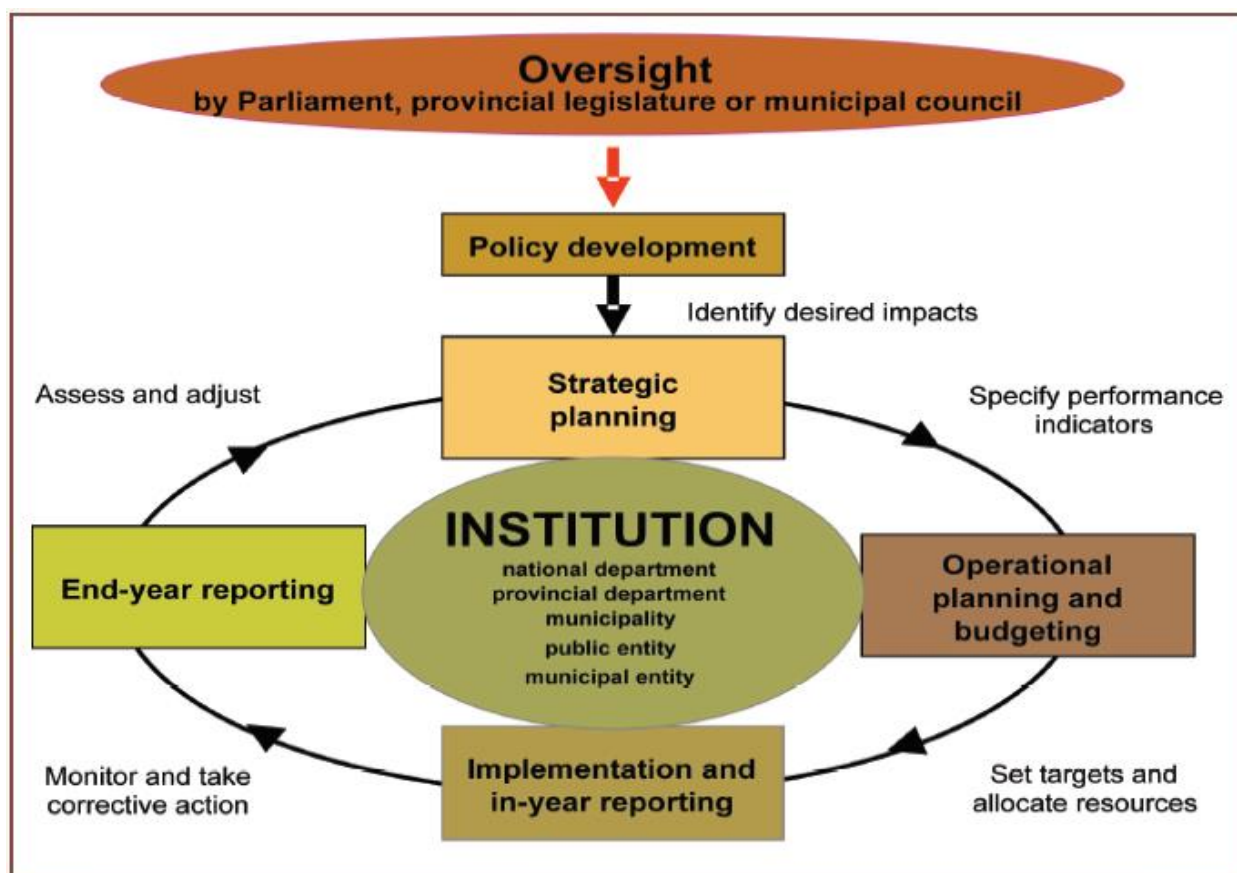 Oversight
by Parliament, provincial legislature or municipal council
Policy development
Identify desired impacts
Strategic
planning
Assess and adjust
Specify performance
indicators
INSTITUTION
national department
provincial department
municipality
public entity
municipal entity
End-year reporting
Operational
planning and
budgeting
Implementation and
in-year reporting
Monitor and take
corrective action
Set targets and
allocate resources